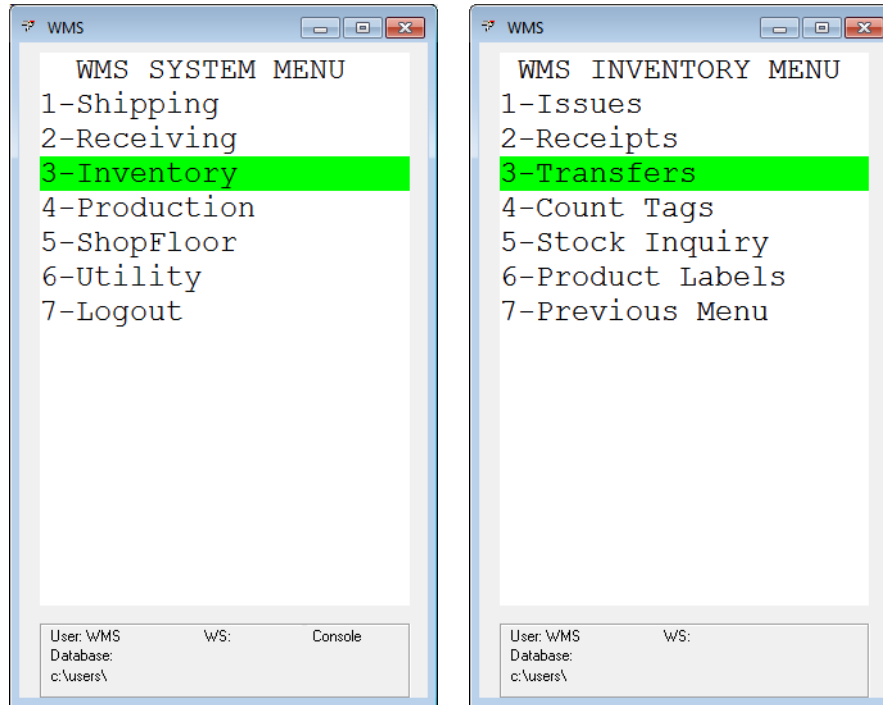 WMS
WMS SYSTEM MENU
1-Shipping
2-Receiving
3-Inventory
4-Production
5-ShopFloor
6-Utility
7-Logout
User: WMS WS: Console
Database:
c:\users\
WMS
WMS INVENTORY MENU
1-Issues
2-Receipts
3-Transfers
4-Count Tags
5-Stock Inquiry
6-Product Labels
7-Previous Menu
User: WMS WS:
Database:
c:\users\